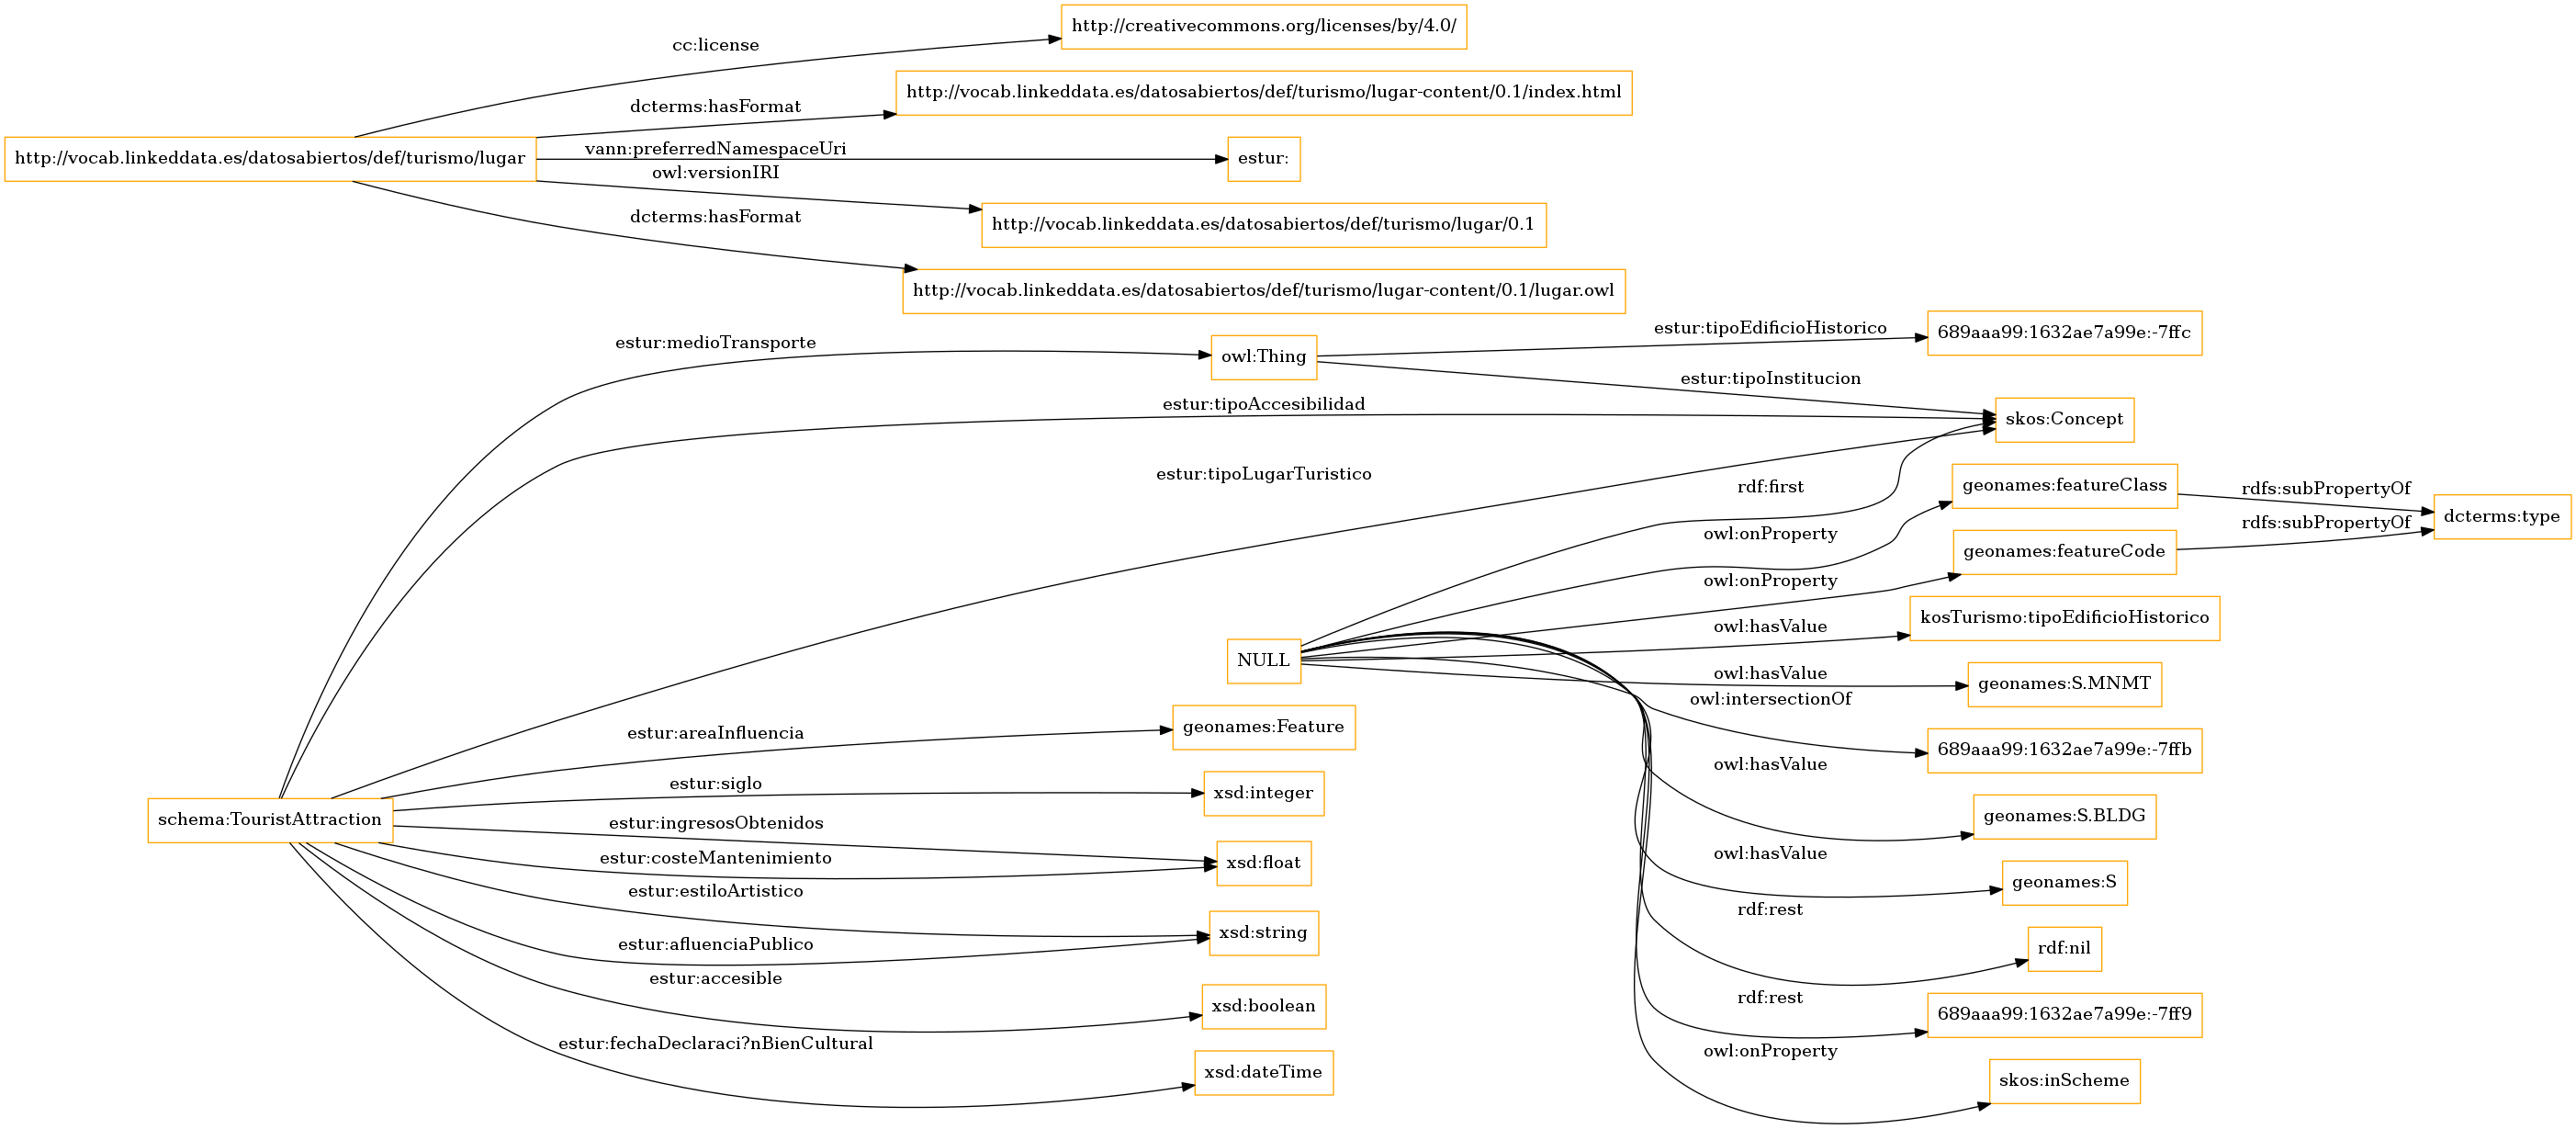 http://creativecommons.org/licenses/by/4.0/
cc:license
http://vocab.linkeddata.es/datosabiertos/def/turismo/lugar-content/0.1/index.html
dcterms:hasFormat
http://vocab.linkeddata.es/datosabiertos/def/turismo/lugar
vann:preferredNamespaceUri
estur:
owl:versionIRI
http://vocab.linkeddata.es/datosabiertos/def/turismo/lugar/0.1
dcterms:hasFormat
http://vocab.linkeddata.es/datosabiertos/def/turismo/lugar-content/0.1/lugar.owl
estur:medioTransporte
owl:Thing
estur:tipoEdificioHistorico
689aaa99:1632ae7a99e:-7ffc
estur:tipoInstitucion
estur:tipoAccesibilidad
skos:Concept
estur:tipoLugarTuristico
rdf:first
geonames:featureClass
rdfs:subPropertyOf
dcterms:type
owl:onProperty
geonames:featureCode
rdfs:subPropertyOf
owl:onProperty
kosTurismo:tipoEdificioHistorico
owl:hasValue
NULL
owl:hasValue
geonames:S.MNMT
owl:intersectionOf
689aaa99:1632ae7a99e:-7ffb
estur:areaInfluencia
geonames:Feature
owl:hasValue
geonames:S.BLDG
estur:siglo
xsd:integer
schema:TouristAttraction
estur:ingresosObtenidos
estur:costeMantenimiento
xsd:float
owl:hasValue
geonames:S
estur:estiloArtistico
rdf:rest
xsd:string
estur:afluenciaPublico
rdf:nil
estur:accesible
xsd:boolean
rdf:rest
689aaa99:1632ae7a99e:-7ff9
estur:fechaDeclaraci?nBienCultural
xsd:dateTime
owl:onProperty
skos:inScheme